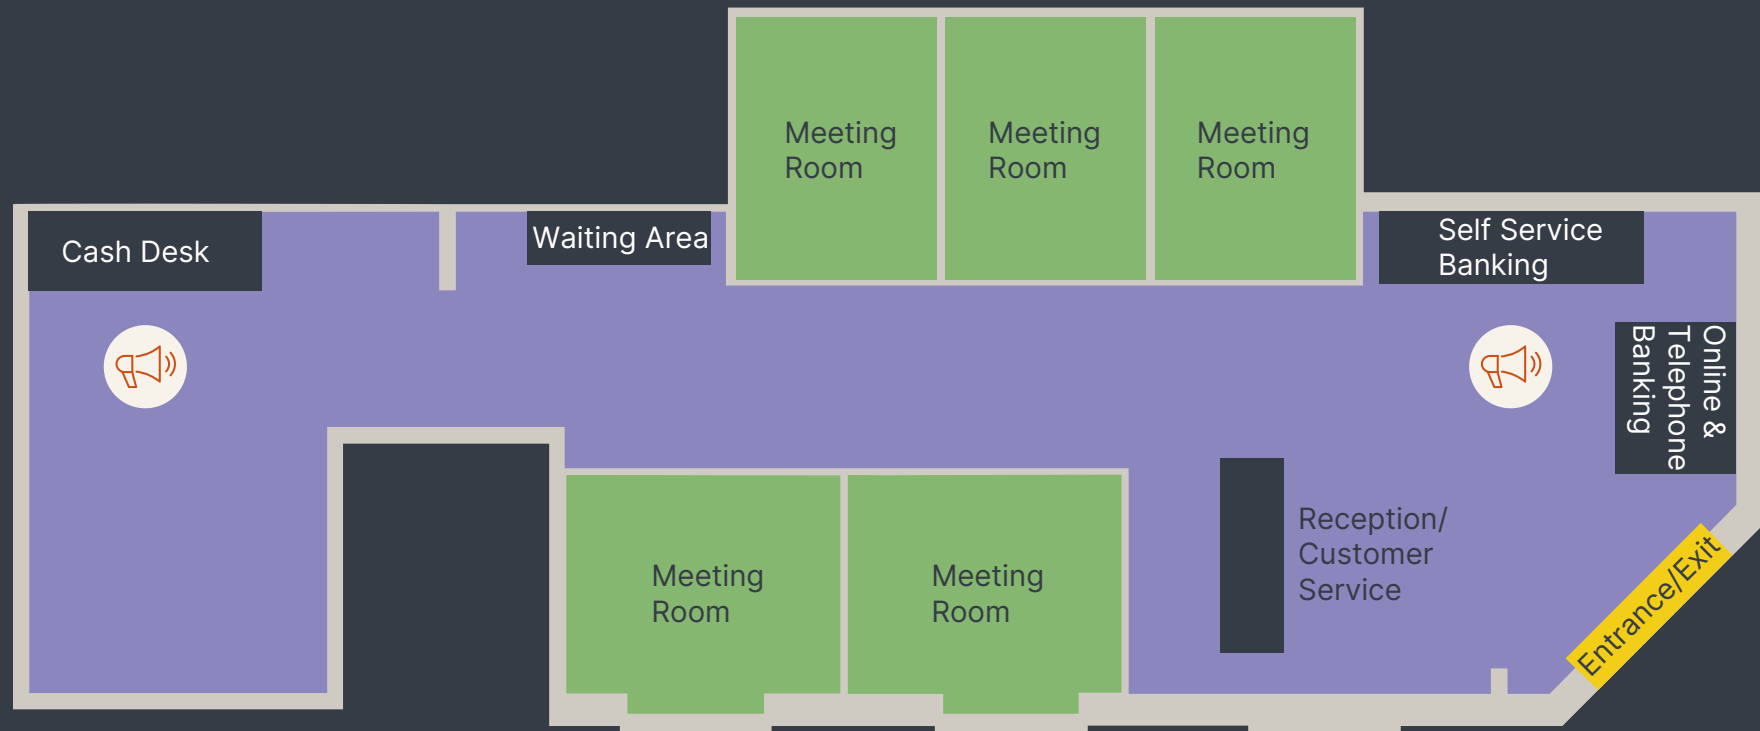 Meeting
Room
Meeting
Room
Meeting
Room
Cash Desk
Waiting Area
Self Service
Banking
Online &
Telephone
Banking
Reception/
Customer
Service
Entrance/Exit
Meeting
Room
Meeting
Room